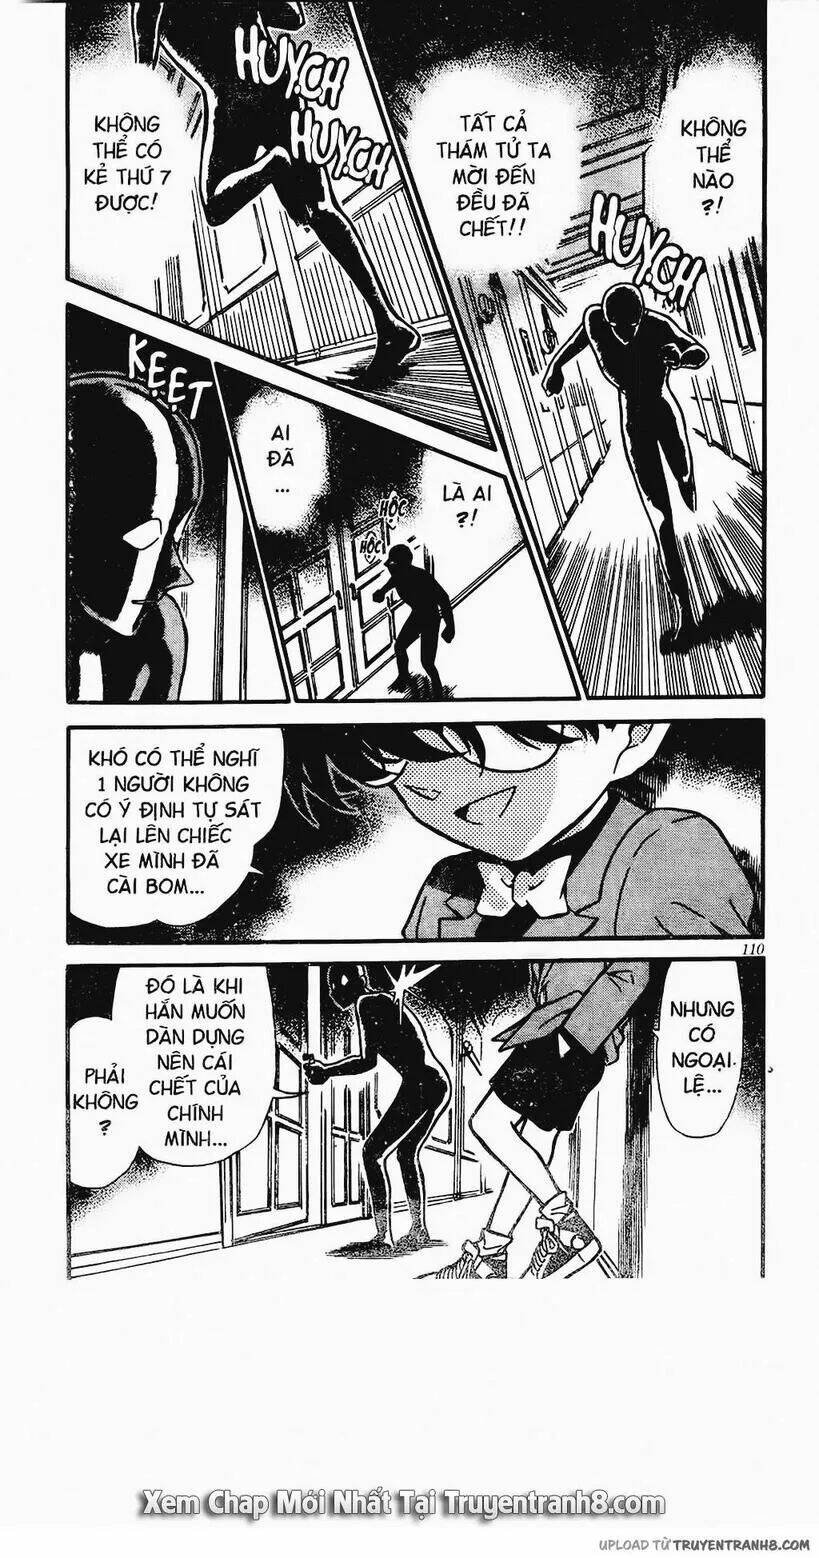 KHÔNG
THỂ
NÀO
?!
TẤT CẢ
THÁM TỬ TA
MỜI ĐẾN
ĐỀU ĐÃ
CHẾT!!
HUỴCH
HUỴCH
HUỴCH
KHÔNG
THỂ CÓ
KẺ THỨ 7
ĐƯỢC!
LÀ AI
?!
AI
ĐÃ
...
HỘC
HỘC
KẸẸT
KHÓ CÓ THỂ NGHĨ
1 NGƯỜI KHÔNG
CÓ Ý ĐỊNH TỰ SÁT
LẠI LÊN CHIẾC
XE MÌNH ĐÃ
CÀI BOM...
110
NHƯNG
CÓ
NGOẠI
LỆ...
ĐÓ LÀ KHI
HẮN MUỐN
DÀN DỰNG
NÊN CÁI
CHẾT CỦA
CHÍNH
MÌNH...
PHẢI
KHÔNG
?
Xem Chap Mới Nhất Tại Truyentranh8.com
UPLOAD TỪ TRUYENTRANH8.COM